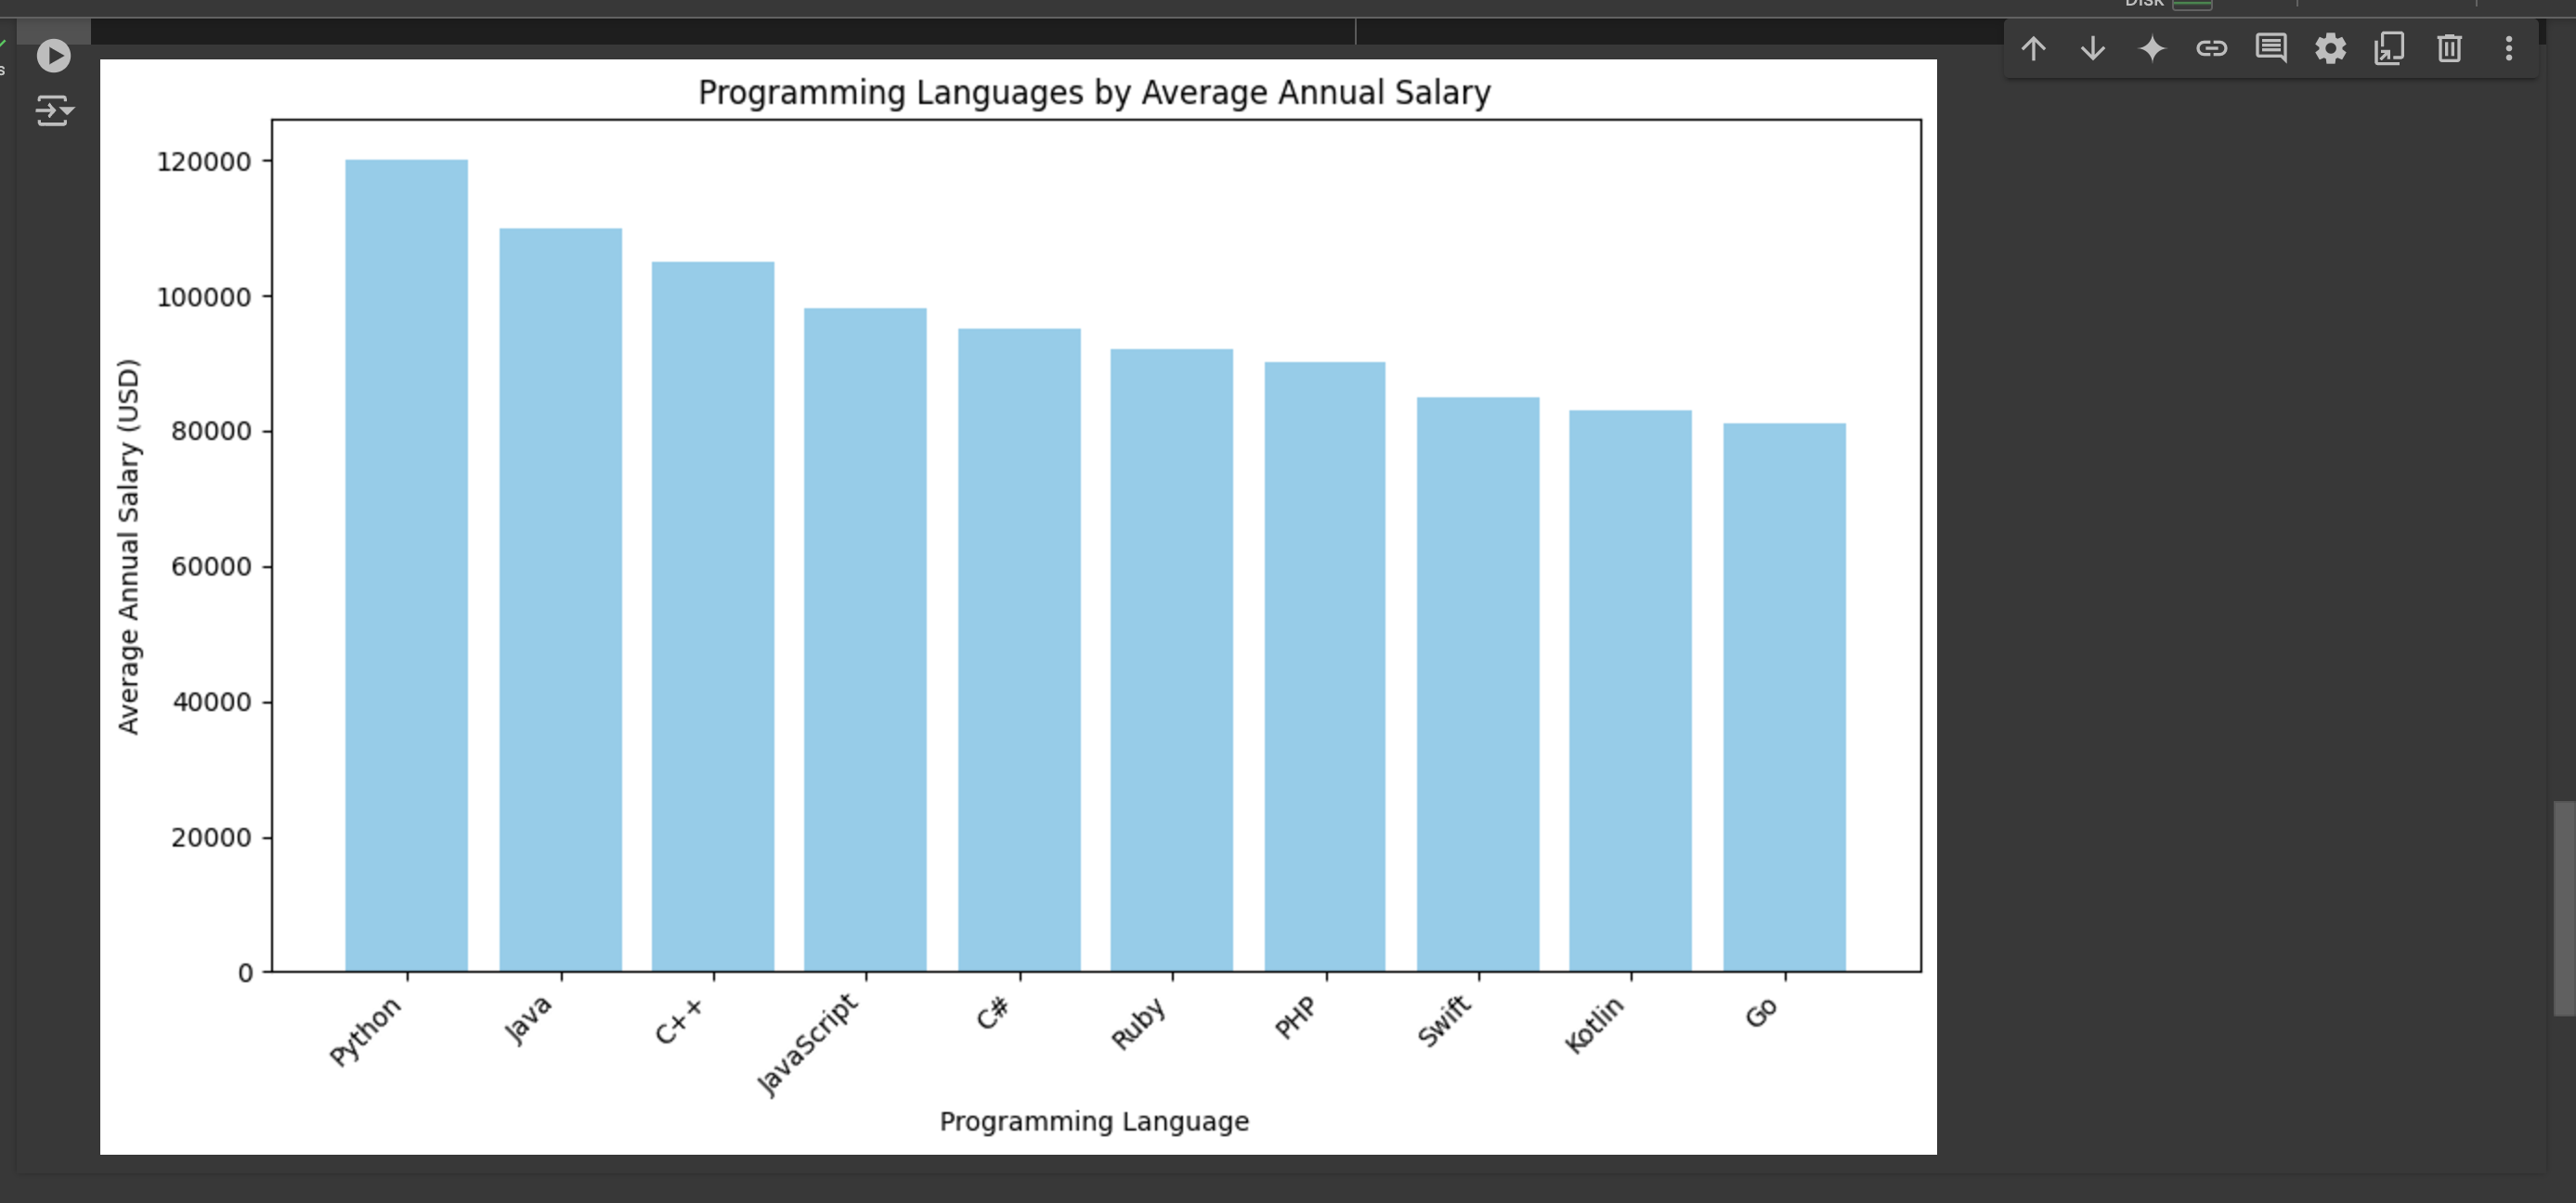 Disk
s
Programming Languages by Average Annual Salary
120000
100000
80000
60000
40000
20000
0
Average Annual Salary (USD)
Python
Java
C++
JavaScript
C#
Ruby
PHP
Swift
Kotlin
Go
Programming Language